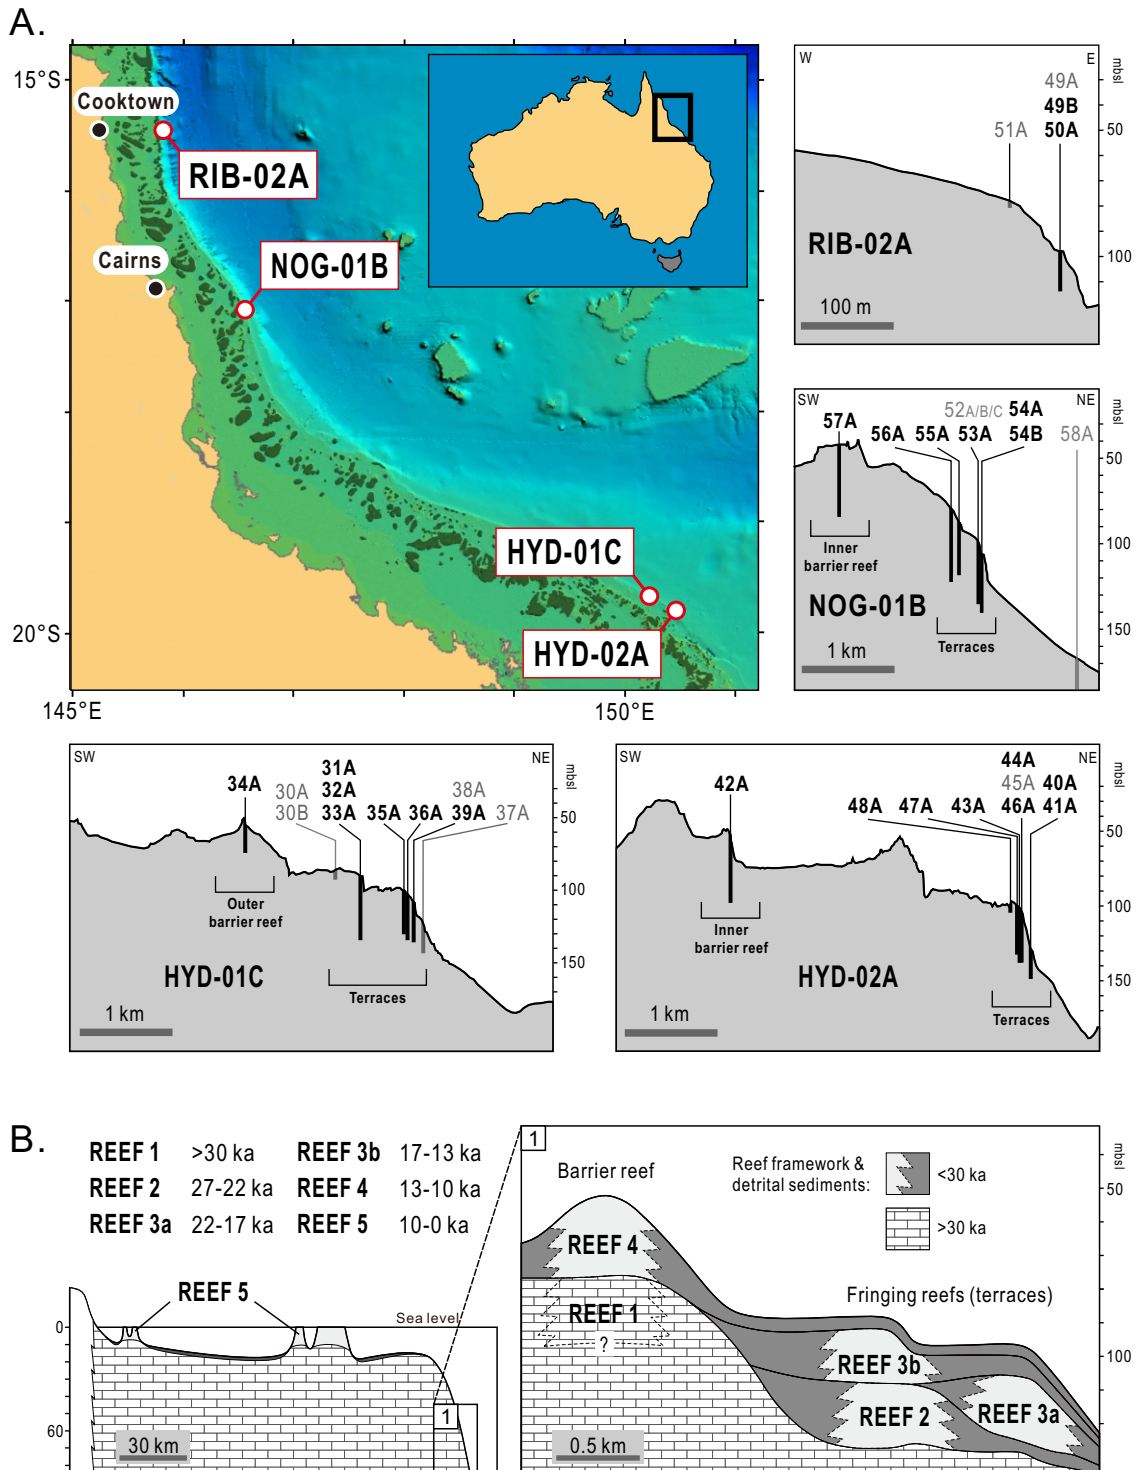 A.
15°S
20°S
145°E
150°E
Cooktown
RIB-02A
Cairns
NOG-01B
HYD-01C
HYD-02A
W
E
mbsl
49A
49B
51A
50A
50
100
RIB-02A
100 m
SW
NE
mbsl
52A/B/C 54A
57A
56A 55A 53A 54B
58A
50
100
150
Inner
barrier reef
NOG-01B
Terraces
1 km
SW
NE
mbsl
31A
34A
30A
32A
38A
30B
33A
35A
36A
39A
37A
50
100
150
Outer
barrier reef
HYD-01C
Terraces
1 km
SW
NE
mbsl
44A
42A
45A 40A
48A
47A
43A
46A 41A
50
100
150
Inner
barrier reef
HYD-02A
Terraces
1 km
B.
REEF 1 >30 ka REEF 3b 17-13 ka
REEF 2 27-22 ka REEF 4 13-10 ka
REEF 3a 22-17 ka REEF 5 10-0 ka
REEF 5
Sea level
0
60
1
30 km
1
mbsl
Barrier reef
Reef framework &
detrital sediments:
<30 ka
>30 ka
50
100
REEF 4
REEF 1
?
Fringing reefs (terraces)
REEF 3b
REEF 2
REEF 3a
0.5 km